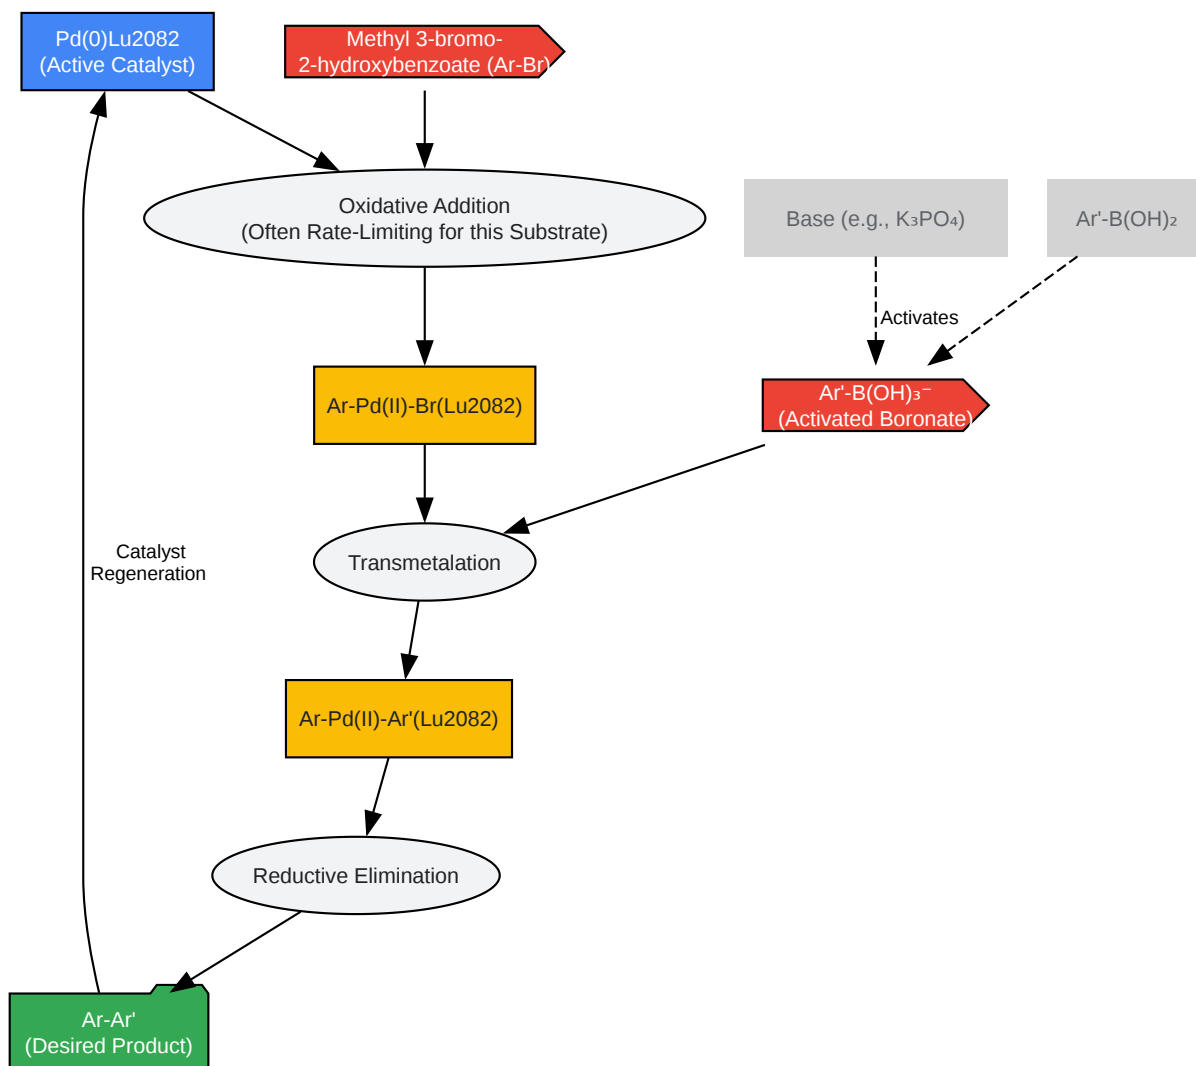 Pd(0)Lu2082
(Active Catalyst)
Methyl 3-bromo-
2-hydroxybenzoate (Ar-Br)
Oxidative Addition
(Often Rate-Limiting for this Substrate)
Base (e.g., K₃PO₄)
Ar'-B(OH)₂
Activates
Ar-Pd(II)-Br(Lu2082)
Ar'-B(OH)₃⁻
(Activated Boronate)
Transmetalation
Catalyst
Regeneration
Ar-Pd(II)-Ar'(Lu2082)
Reductive Elimination
Ar-Ar'
(Desired Product)